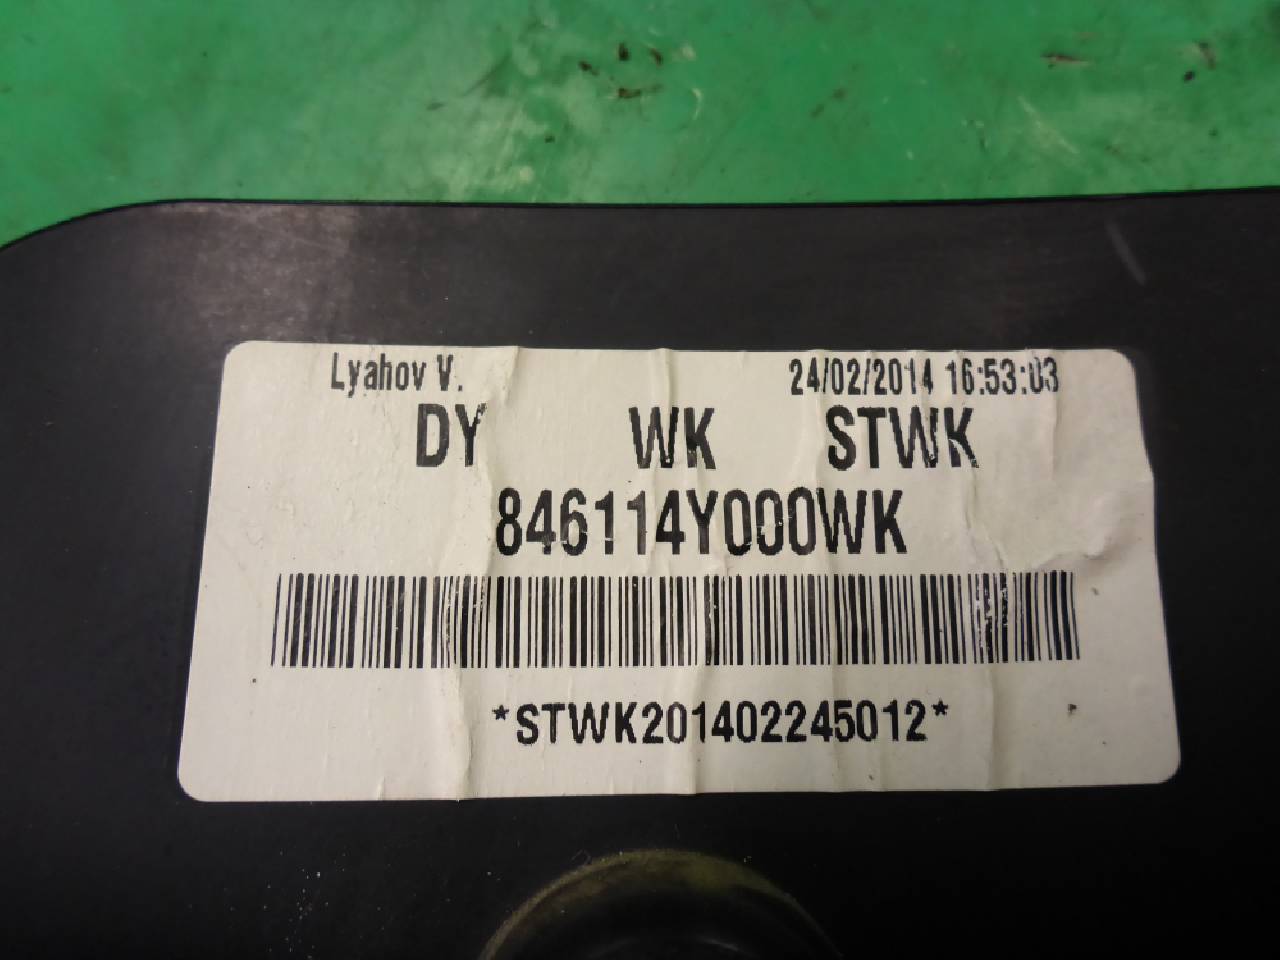 Lyahov V. 24/02/2014 16:53:03
DY WK STWK
846114Y000WK
*STWK201402245012*